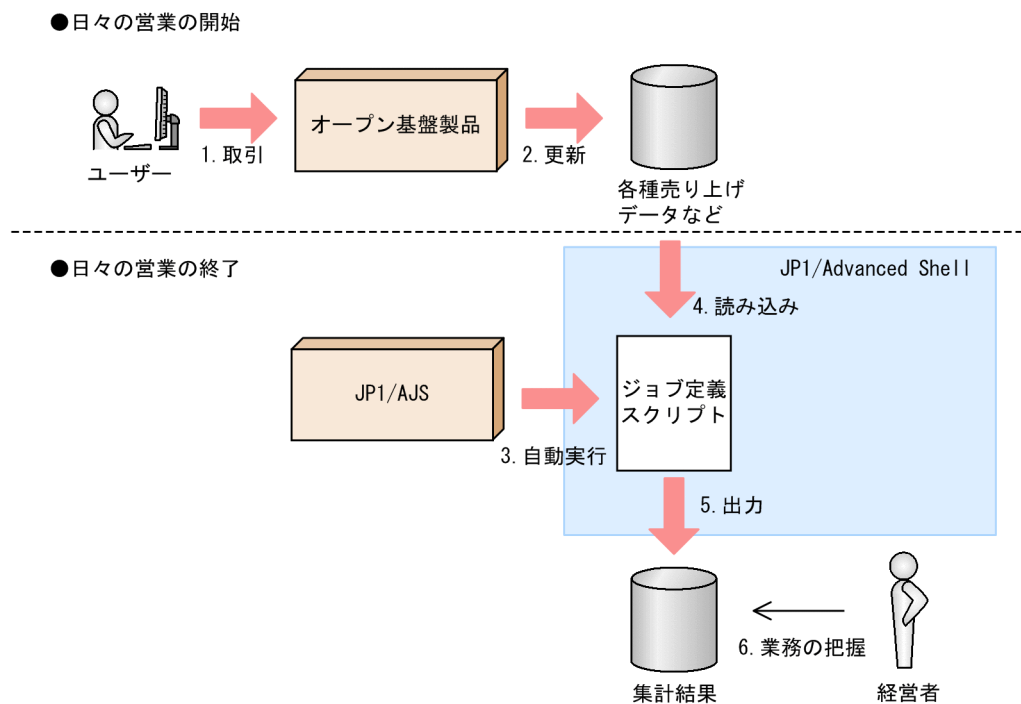 ●日々の営業の開始
オープン基盤製品
1. 取引
2. 更新
ユーザー
各種売り上げ
データなど
●日々の営業の終了
JP1/Advanced Shell
4. 読み込み
JP1/AJS
ジョブ定義
スクリプト
3. 自動実行
5. 出力
6. 業務の把握
集計結果
経営者